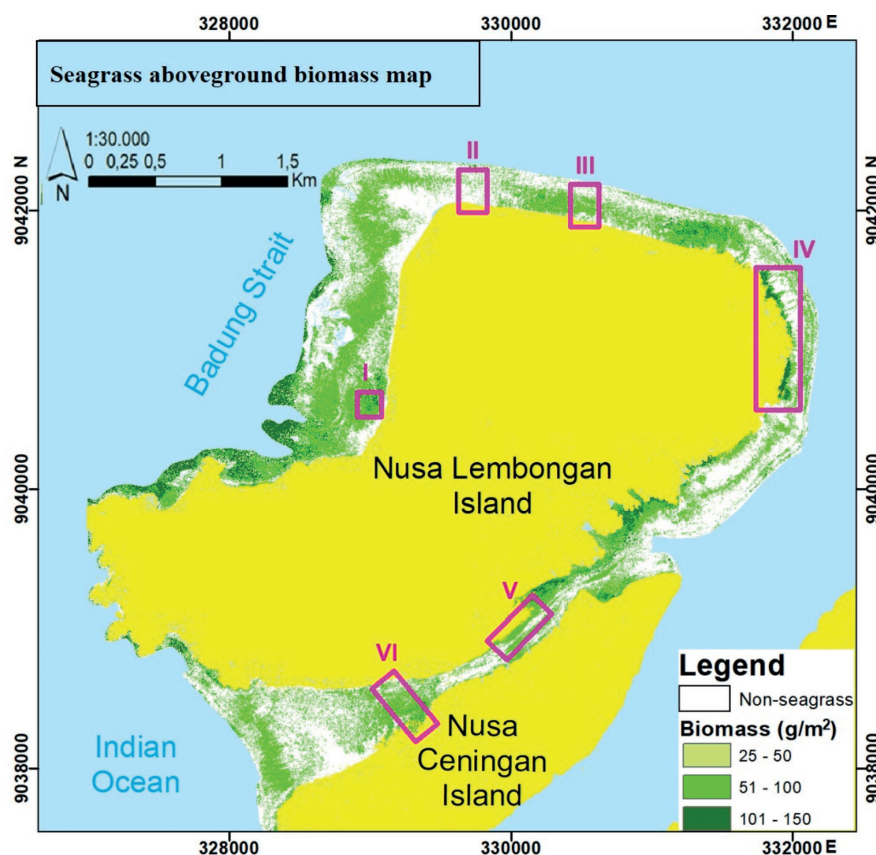 328000
330000
332000 E
Seagrass aboveground biomass map
1:30.000
0 0,25 0,5 1 1,5
Km
N
II
III
IV
I
V
VI
9042000 N
9042000 N
9040000
9040000
9038000
9038000
Badung Strait
Nusa Lembongan
Island
Nusa
Ceningan
Island
Indian
Ocean
Legend
Non-seagrass
Biomass (g/m²)
25 - 50
51 - 100
101 - 150
328000
330000
332000 E